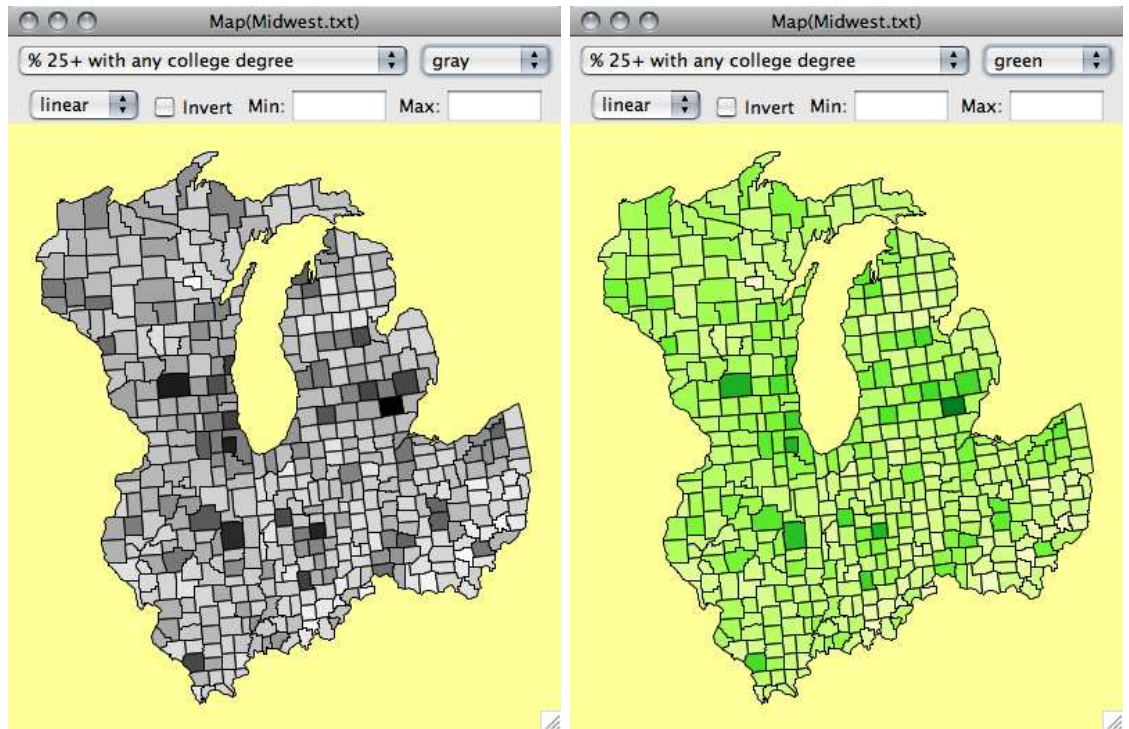 Map(Midwest.txt)
% 25+ with any college degree gray
linear Invert Min: Max:
Map(Midwest.txt)
% 25+ with any college degree green
linear Invert Min: Max: